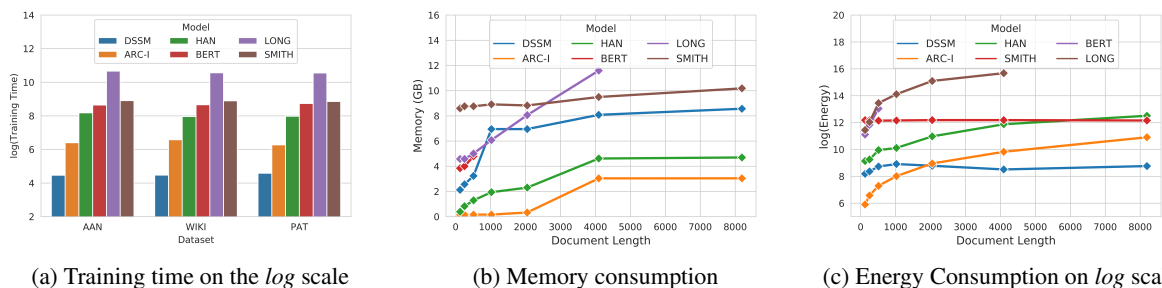 14
12
10
8
6
4
2
log(Training Time)
Model
DSSM HAN LONG
ARC-I BERT SMITH
AAN WIKI PAT
Dataset
(a) Training time on the log scale
16
14
12
10
8
6
4
2
0
Memory (GB)
Model
DSSM HAN LONG
ARC-I BERT SMITH
0 1000 2000 3000 4000 5000 6000 7000 8000
Document Length
(b) Memory consumption
20
18
16
14
12
10
8
6
log(Energy)
Model
DSSM HAN BERT
ARC-I SMITH LONG
0 1000 2000 3000 4000 5000 6000 7000 8000
Document Length
(c) Energy Consumption on log sca